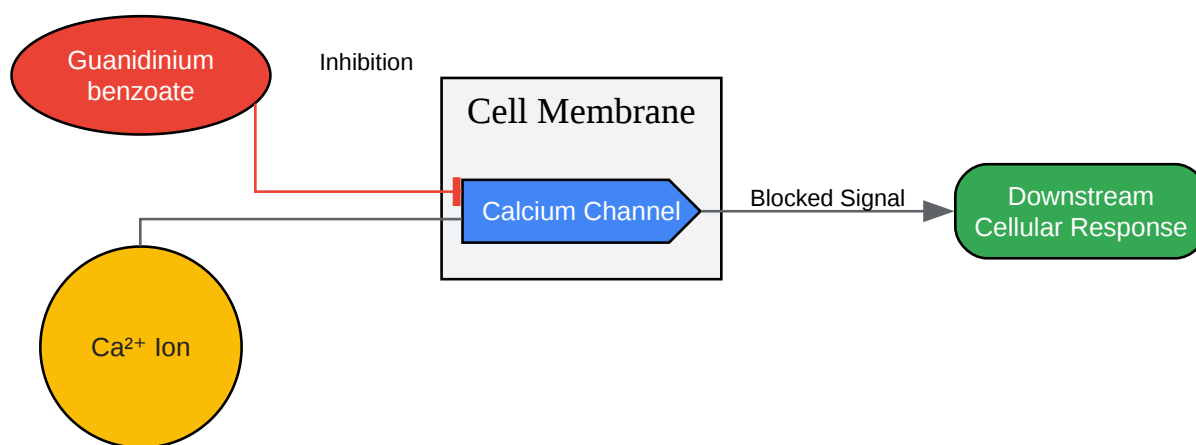 Guanidinium
benzoate
Inhibition
Cell Membrane
Calcium Channel
Blocked Signal
Downstream
Cellular Response
Ca²⁺ Ion